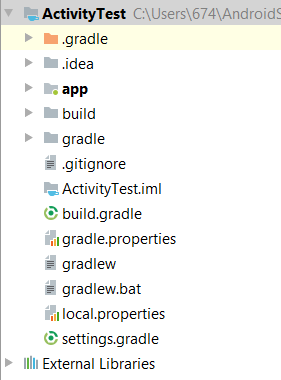 ActivityTest C:\Users\674\AndroidS
.gradle
.idea
app
build
gradle
.gitignore
ActivityTest.iml
build.gradle
gradle.properties
gradlew
gradlew.bat
local.properties
settings.gradle
External Libraries